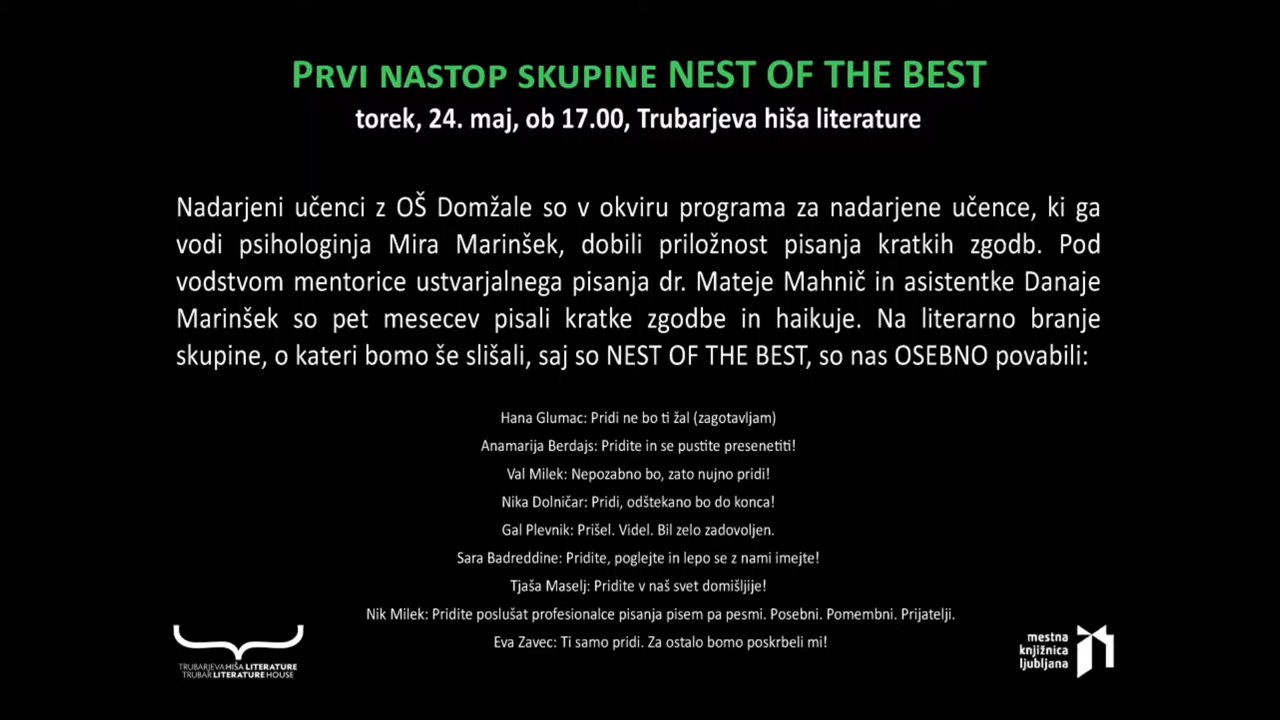 PRVI NASTOP SKUPINE NEST OF THE BEST
torek, 24. maj, ob 17.00, Trubarjeva hiša literature
Nadarjeni učenci z OŠ Domžale so v okviru programa za nadarjene učence, ki ga
vodi psihologinja Mira Marinšek, dobili priložnost pisanja kratkih zgodb. Pod
vodstvom mentorice ustvarjalnega pisanja dr. Mateje Mahnič in asistentke Danaje
Marinšek so pet mesecev pisali kratke zgodbe in haikuje. Na literarno branje
skupine, o kateri bomo še slišali, saj so NEST OF THE BEST, so nas OSEBNO povabili:
Hana Glumac: Pridi ne bo ti žal (zagotavljam)
Anamarija Berdajs: Pridite in se pustite presenetiti!
Val Milek: Nepozabno bo, zato nujno pridi!
Nika Dolničar: Pridi, odštekano bo do konca!
Gal Plevnik: Prišel. Videl. Bil zelo zadovoljen.
Sara Badreddine: Pridite, poglejte in lepo se z nami imejte!
Tjaša Maselj: Pridite v naš svet domišljije!
Nik Milek: Pridite poslušat profesionalce pisanja pisem pa pesmi. Posebni. Pomembni. Prijatelji.
Eva Zavec: Ti samo pridi. Za ostalo bomo poskrbeli mi!
TRUBARJEVA HIŠA LITERATURE
TRUBAR LITERATURE HOUSE
mestna
knjižnica
ljubljana